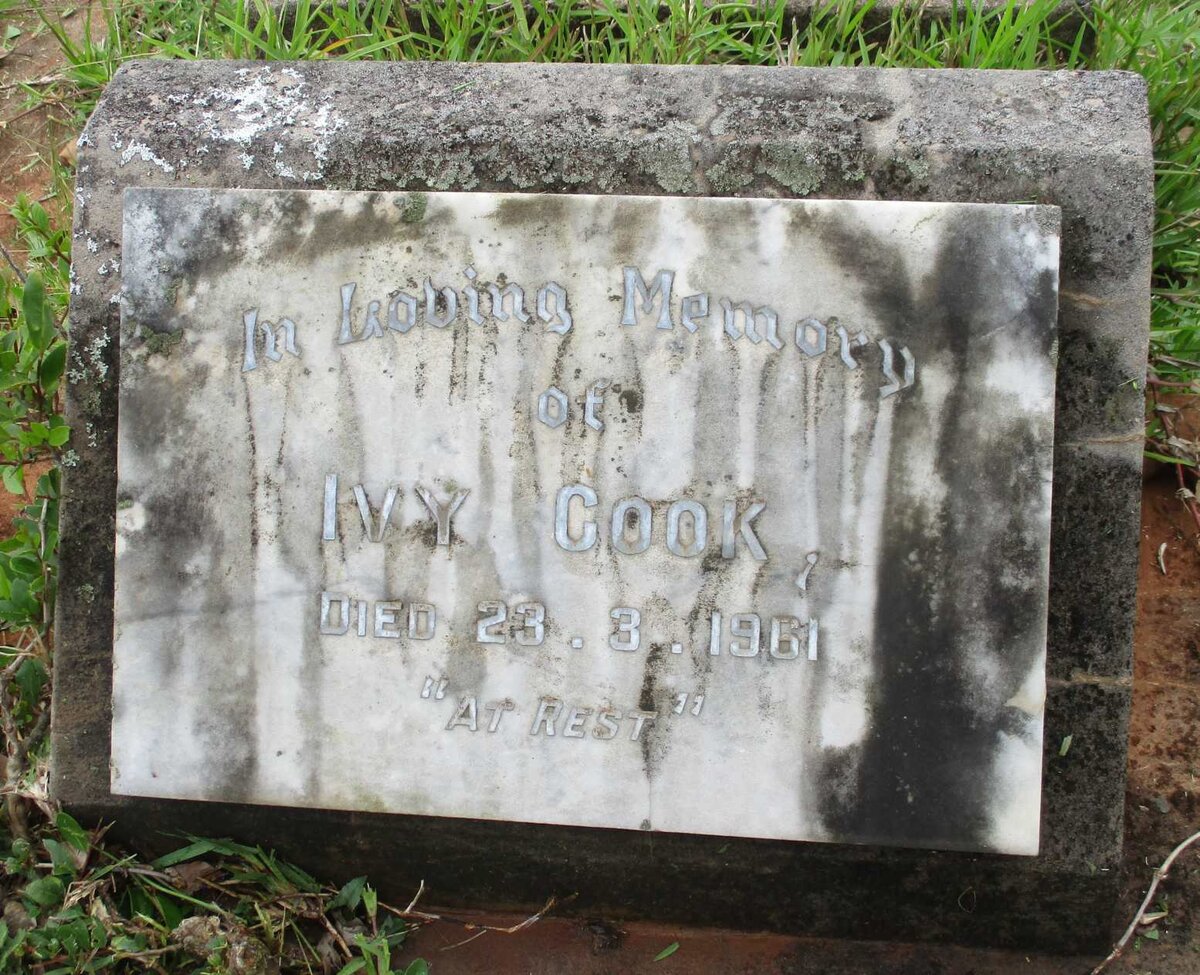 In Loving Memory
of
IVY COOK,
DIED 23.3.1961
"AT REST"